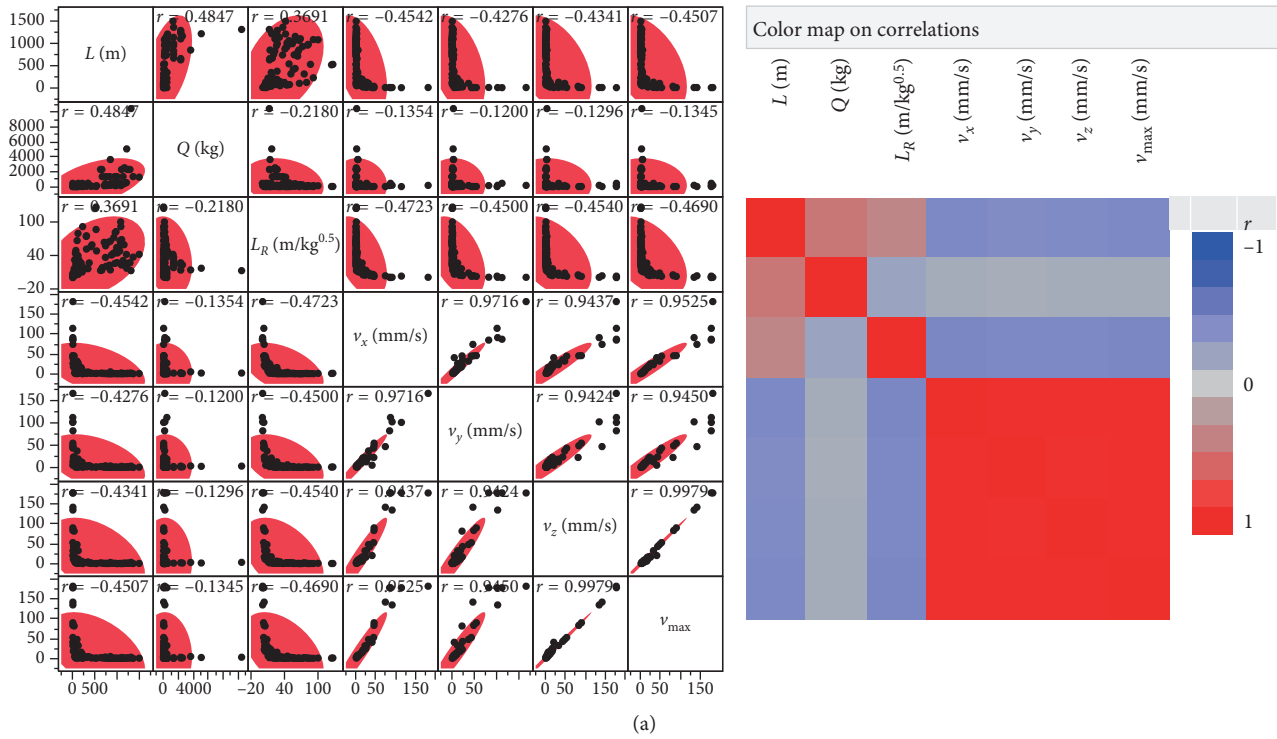 r = 0.4847 r = 0.3691 r = −0.4542 r = −0.4276 r = −0.4341 r = −0.4507
1500
1000
500
0
L (m)
r = 0.4847 r = −0.2180 r = −0.1354 r = −0.1200 r = −0.1296 r = −0.1345
8000
6000
4000
2000
0
Q (kg)
r = 0.3691 r = −0.2180 r = −0.4723 r = −0.4500 r = −0.4540 r = −0.4690
100
40
−20
L_R (m/kg^0.5)
r = −0.4542 r = −0.1354 r = −0.4723 r = 0.9716 r = 0.9437 r = 0.9525
150
100
50
0
v_x (mm/s)
r = −0.4276 r = −0.1200 r = −0.4500 r = 0.9716 r = 0.9424 r = 0.9450
150
100
50
0
v_y (mm/s)
r = −0.4341 r = −0.1296 r = −0.4540 r = 0.9437 r = 0.9424 r = 0.9979
150
100
50
0
v_z (mm/s)
r = −0.4507 r = −0.1345 r = −0.4690 r = 0.9525 r = 0.9450 r = 0.9979
150
100
50
0
v_max
0 500 0 4000 −20 40 100 0 50 150 0 50 150 0 50 150 0 50 150
Color map on correlations
L (m)
Q (kg)
L_R (m/kg^0.5)
v_x (mm/s)
v_y (mm/s)
v_z (mm/s)
v_max (mm/s)
r
−1
0
1
(a)